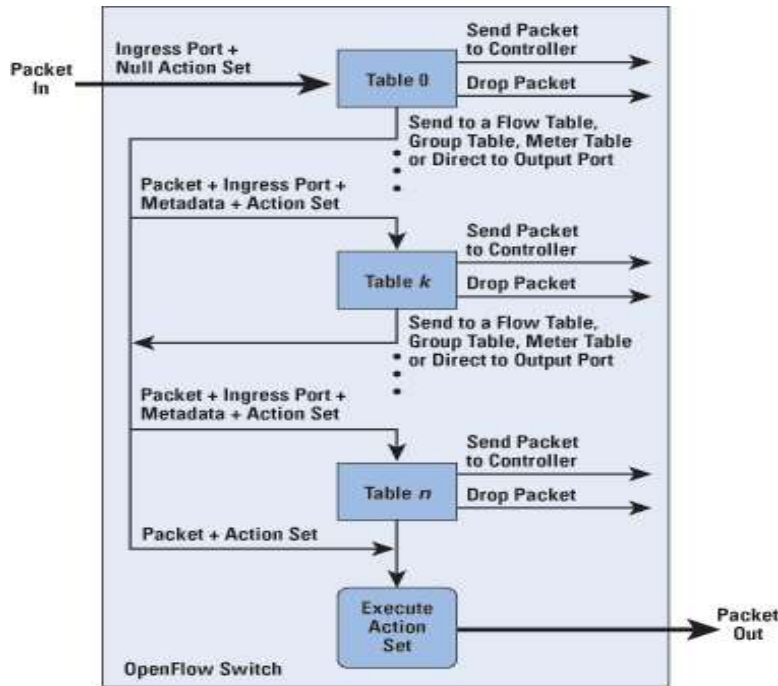 Packet
In
Ingress Port +
Null Action Set
Table 0
Send Packet
to Controller
Drop Packet
Send to a Flow Table,
Group Table, Meter Table
or Direct to Output Port
Packet + Ingress Port +
Metadata + Action Set
Table k
Send Packet
to Controller
Drop Packet
Send to a Flow Table,
Group Table, Meter Table
or Direct to Output Port
Packet + Ingress Port +
Metadata + Action Set
Table n
Send Packet
to Controller
Drop Packet
Packet + Action Set
Execute
Action
Set
Packet
Out
OpenFlow Switch